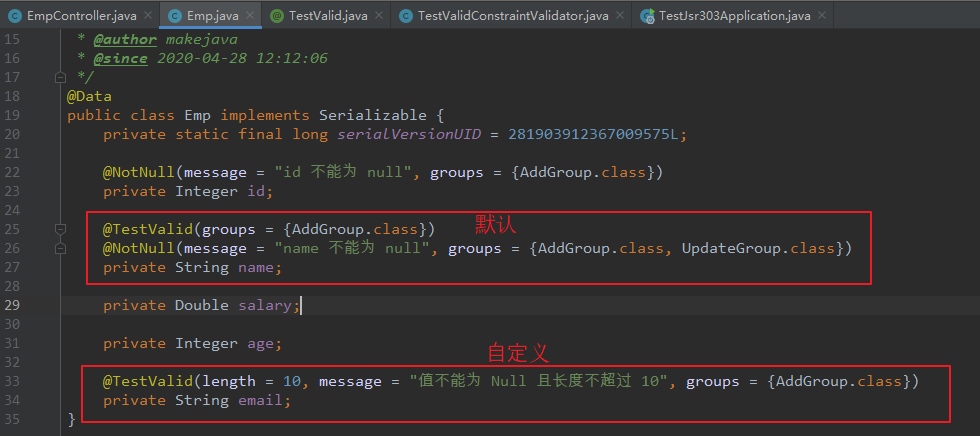 EmpController.java × Emp.java × TestValid.java × TestValidConstraintValidator.java × TestJsr303Application.java ×
15 * @author makejava
16 * @since 2020-04-28 12:12:06
17 */
18 @Data
19 public class Emp implements Serializable {
20 private static final long serialVersionUID = 281903912367009575L;
21
22 @NotNull(message = "id 不能为 null", groups = {AddGroup.class})
23 private Integer id;
24
默认
25 @TestValid(groups = {AddGroup.class})
26 @NotNull(message = "name 不能为 null", groups = {AddGroup.class, UpdateGroup.class})
27 private String name;
28
29 private Double salary;
30
31 private Integer age;
32
自定义
33 @TestValid(length = 10, message = "值不能为 Null 且长度不超过 10", groups = {AddGroup.class})
34 private String email;
35 }